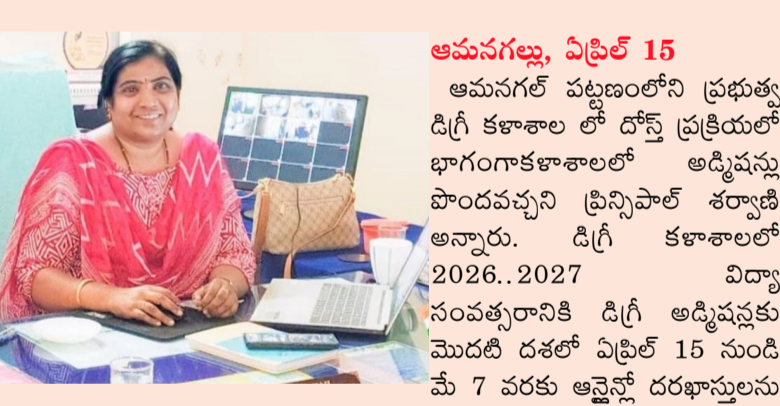 ఆమనగల్లు, ఏప్రిల్ 15
ఆమనగల్ పట్టణంలోని ప్రభుత్వ
డిగ్రీ కళాశాల లో దోస్త్ ప్రక్రియలో
భాగంగాకళాశాలలో అడ్మిషన్లు
పొందవచ్చని ప్రిన్సిపాల్ శర్వాణి
అన్నారు. డిగ్రీ కళాశాలలో
2026..2027 విద్యా
సంవత్సరానికి డిగ్రీ అడ్మిషన్లకు
మొదటి దశలో ఏప్రిల్ 15 నుండి
మే 7 వరకు ఆన్లైన్లో దరఖాస్తులను